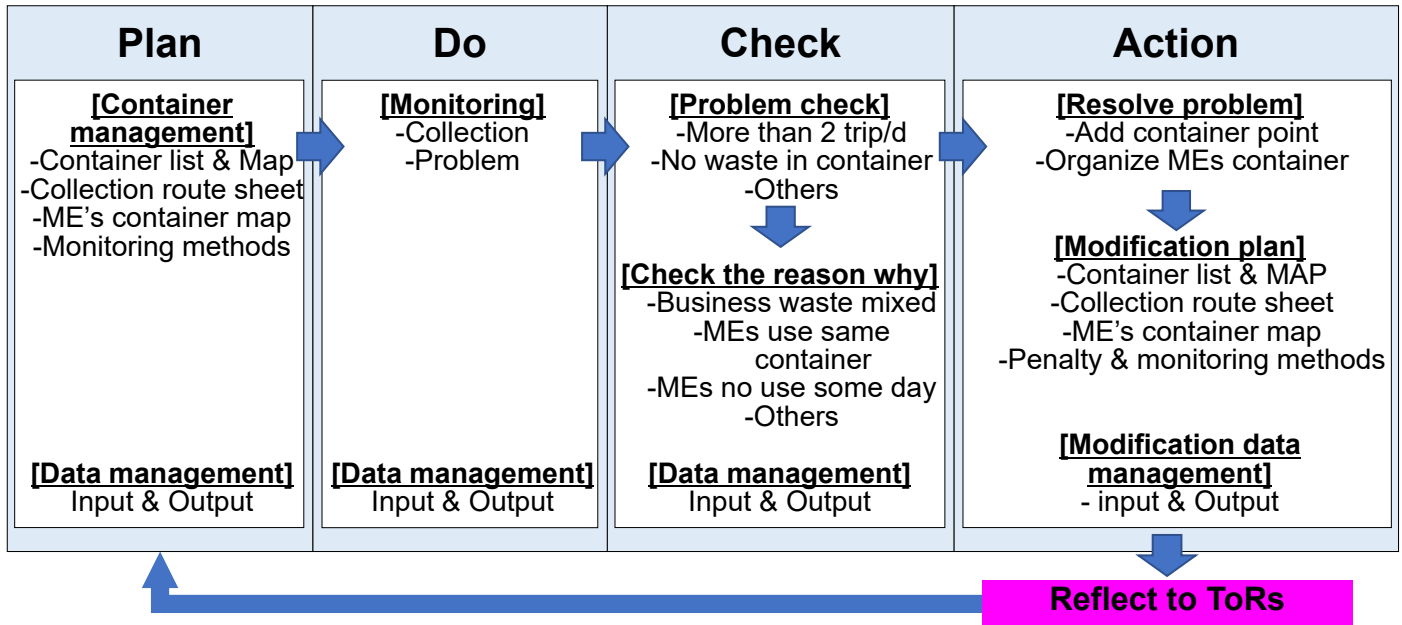 Plan
[Container
management]
-Container list & Map
-Collection route sheet
-ME's container map
-Monitoring methods
[Data management]
Input & Output
Do
[Monitoring]
-Collection
-Problem
[Data management]
Input & Output
Check
[Problem check]
-More than 2 trip/d
-No waste in container
-Others
[Check the reason why]
-Business waste mixed
-MEs use same
container
-MEs no use some day
-Others
[Data management]
Input & Output
Action
[Resolve problem]
-Add container point
-Organize MEs container
[Modification plan]
-Container list & MAP
-Collection route sheet
-ME's container map
-Penalty & monitoring methods
[Modification data
management]
- input & Output
Reflect to ToRs